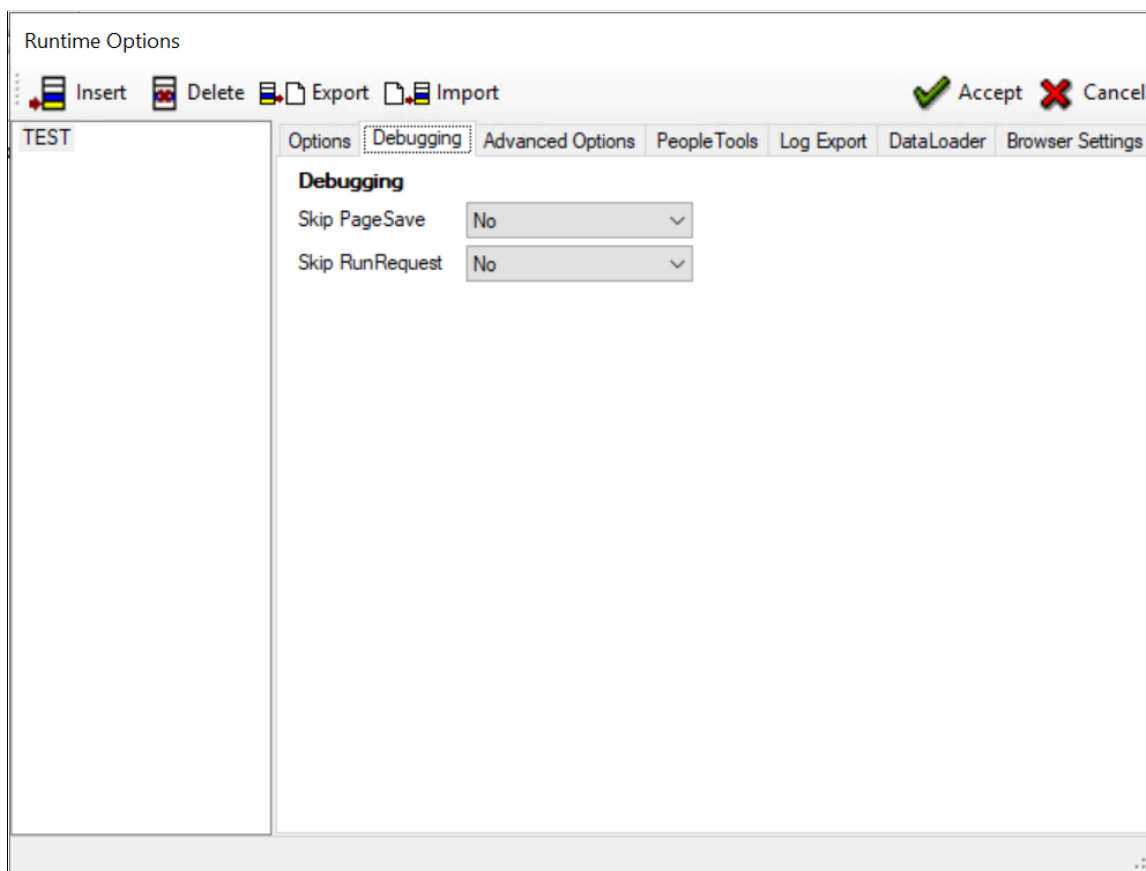 Runtime Options
Insert Delete Export Import Accept Cancel
TEST
Options Debugging Advanced Options PeopleTools Log Export DataLoader Browser Settings
Debugging
Skip PageSave No
Skip RunRequest No